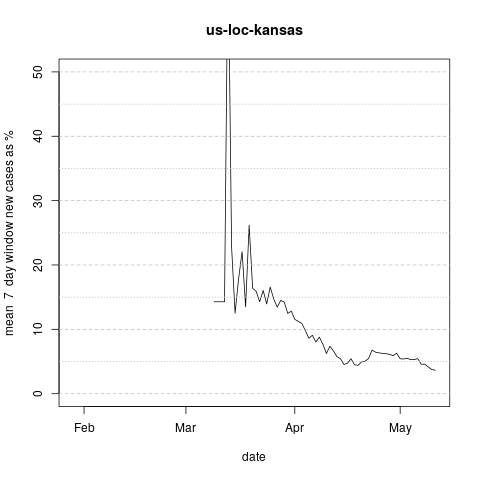 us-loc-kansas
mean  7  day window new cases as %
50
40
30
20
10
0
Feb
Mar
Apr
May
date